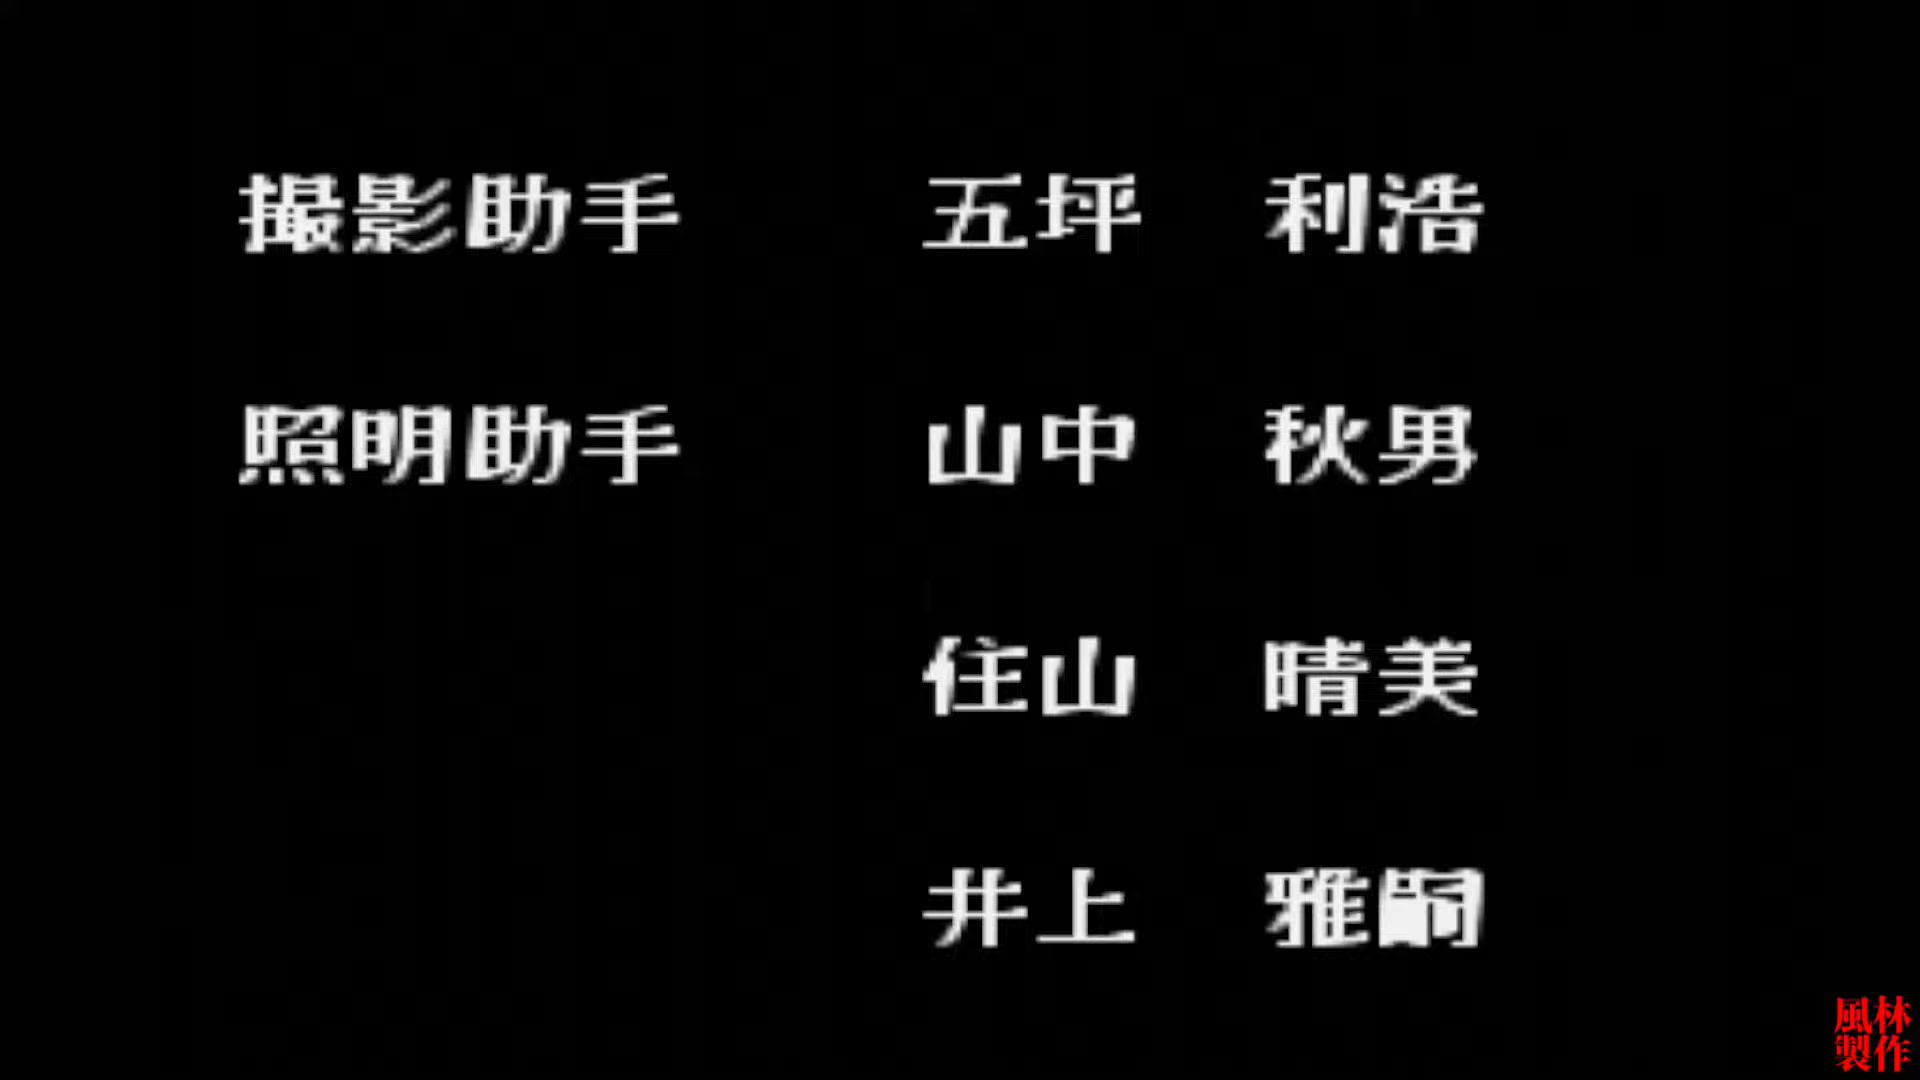 撮影助手 五坪 利浩
照明助手 山中 秋男
住山 晴美
井上 雅嗣
風林
製作